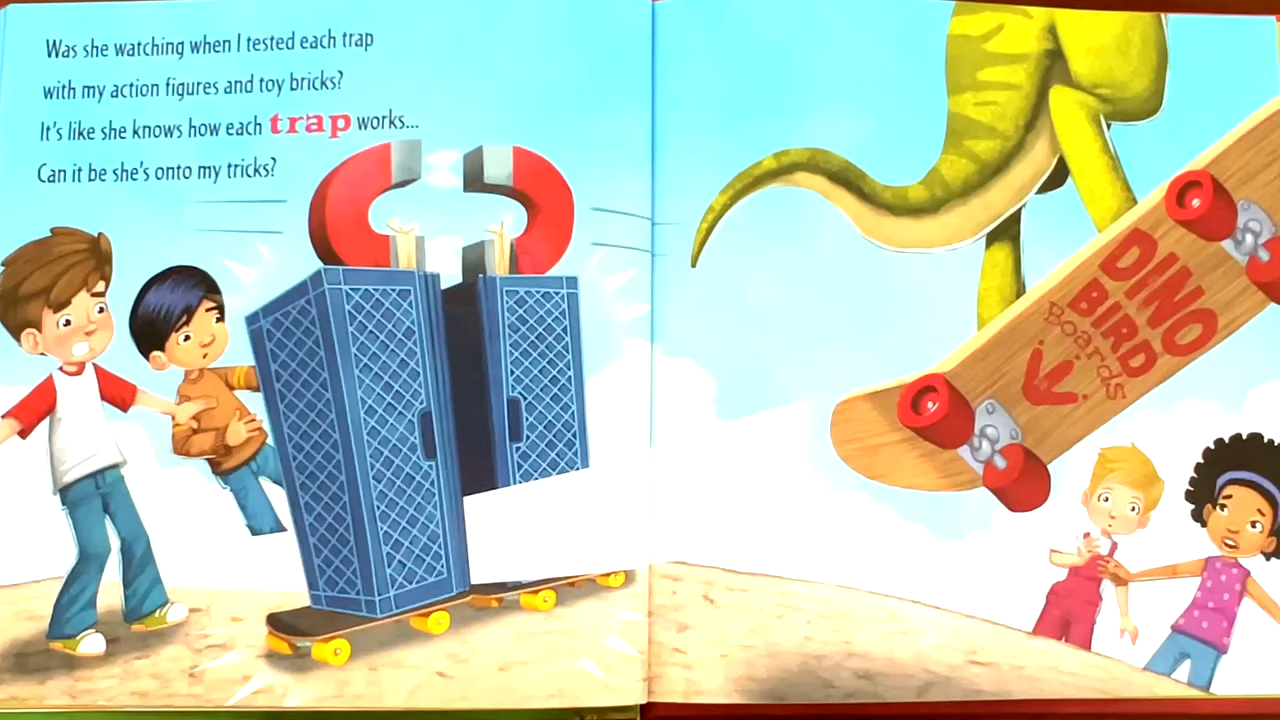 Was she watching when I tested each trap
with my action figures and toy bricks?
It's like she knows how each trap works...
Can it be she's onto my tricks?
DINO
BIRD
Boards